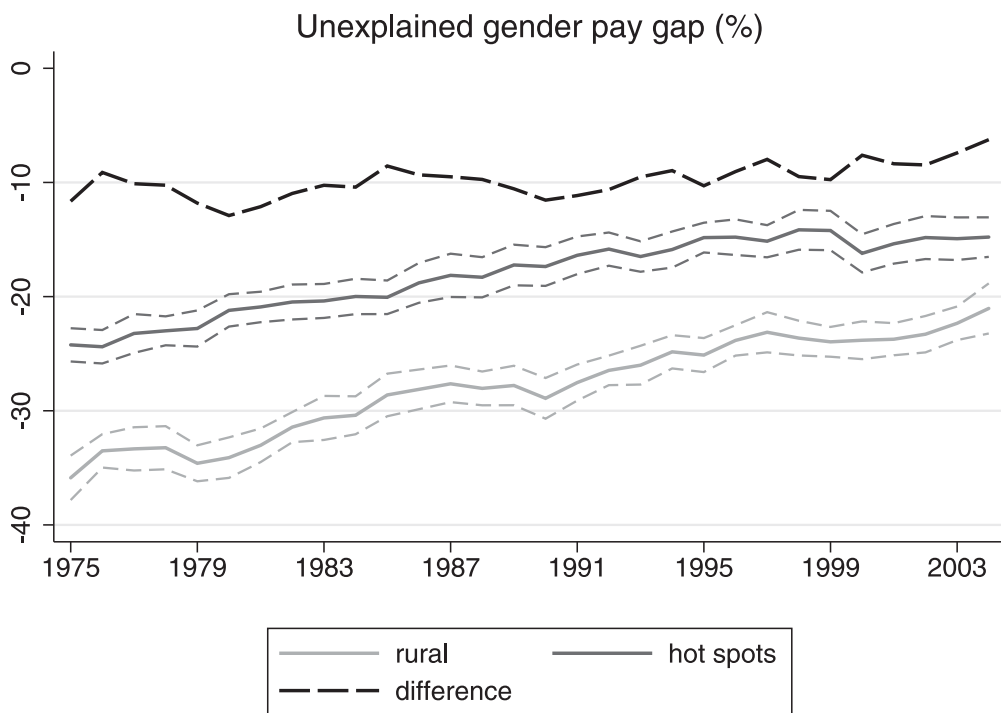 Unexplained gender pay gap (%)
0
-10
-20
-30
-40
1975 1979 1983 1987 1991 1995 1999 2003
rural hot spots
difference